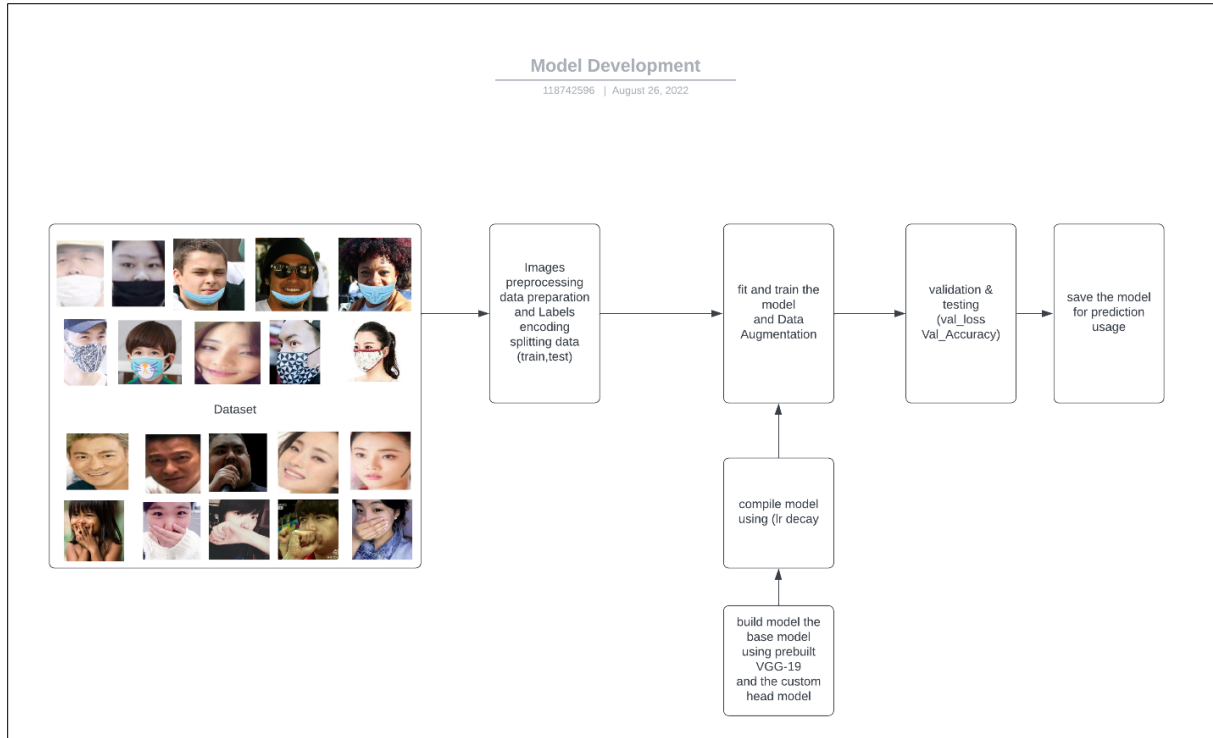 Model Development
118742596 | August 26, 2022
Dataset
Images
preprocessing
data preparation
and Labels
encoding
splitting data
(train,test)
fit and train the
model
and Data
Augmentation
validation &
testing
(val_loss
Val_Accuracy)
save the model
for prediction
usage
compile model
using (lr decay
build model the
base model
using prebuilt
VGG-19
and the custom
head model